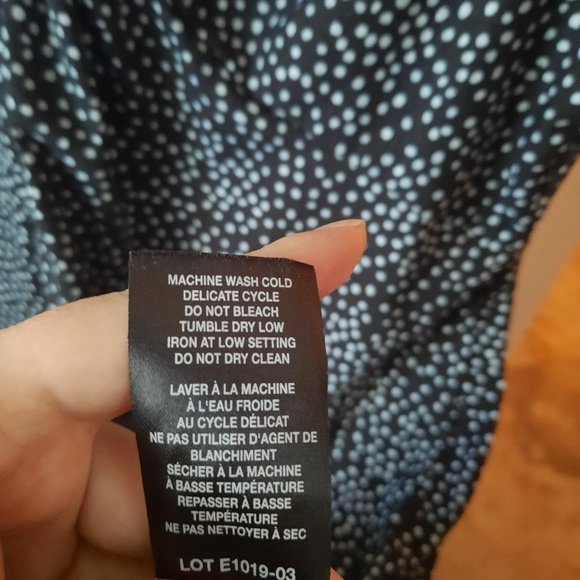 MACHINE WASH COLD
DELICATE CYCLE
DO NOT BLEACH
TUMBLE DRY LOW
IRON AT LOW SETTING
DO NOT DRY CLEAN
LAVER À LA MACHINE
À L'EAU FROIDE
AU CYCLE DÉLICAT
NE PAS UTILISER D'AGENT DE
BLANCHIMENT
SÉCHER À LA MACHINE
À BASSE TEMPÉRATURE
REPASSER À BASSE
TEMPÉRATURE
NE PAS NETTOYER À SEC
LOT E1019-03